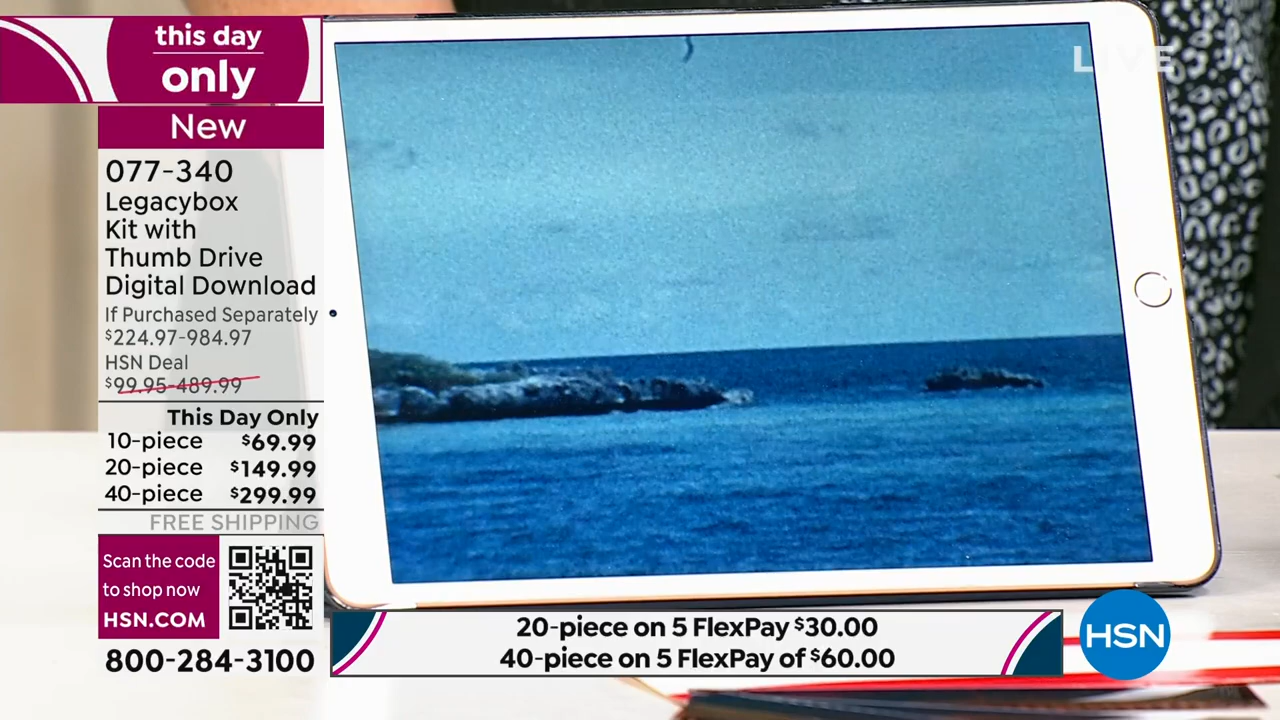 this day
only
New
077-340
Legacybox
Kit with
Thumb Drive
Digital Download
If Purchased Separately
$224.97-984.97
HSN Deal
$99.95-489.99
This Day Only
10-piece $69.99
20-piece $149.99
40-piece $299.99
FREE SHIPPING
Scan the code
to shop now
HSN.COM
800-284-3100
LIVE
20-piece on 5 FlexPay $30.00
40-piece on 5 FlexPay of $60.00
HSN